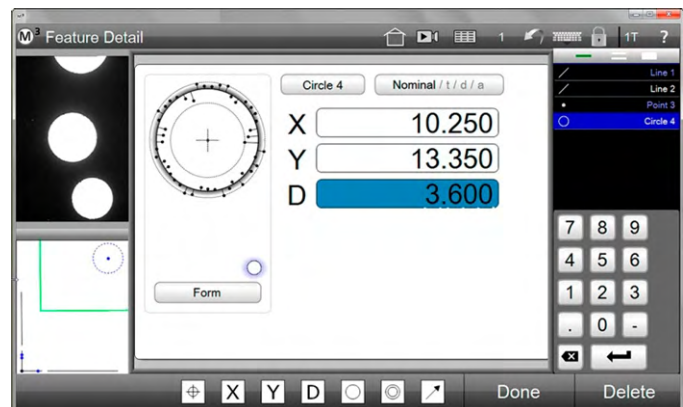 M³ Feature Detail
1
1T
?
Circle 4
Nominal / t / d / a
X 10.250
Y 13.350
D 3.600
Form
Line 1
Line 2
Point 3
Circle 4
7 8 9
4 5 6
1 2 3
. 0 -
X Y D
Done
Delete